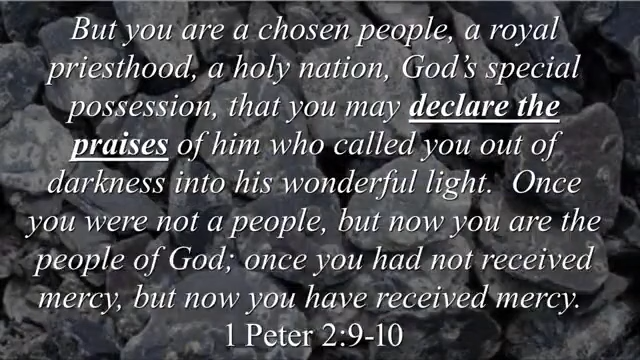 But you are a chosen people, a royal
priesthood, a holy nation, God’s special
possession, that you may declare the
praises of him who called you out of
darkness into his wonderful light.  Once
you were not a people, but now you are the
people of God; once you had not received
mercy, but now you have received mercy.
1 Peter 2:9-10